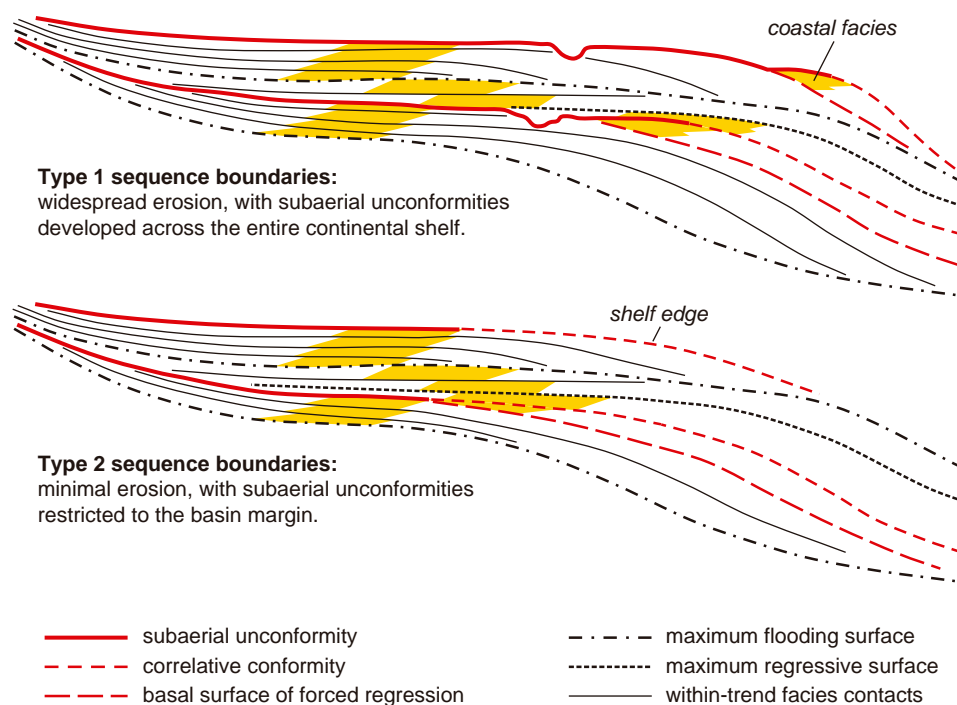 coastal facies
Type 1 sequence boundaries:
widespread erosion, with subaerial unconformities
developed across the entire continental shelf.
shelf edge
Type 2 sequence boundaries:
minimal erosion, with subaerial unconformities
restricted to the basin margin.
subaerial unconformity
correlative conformity
basal surface of forced regression
maximum flooding surface
maximum regressive surface
within-trend facies contacts